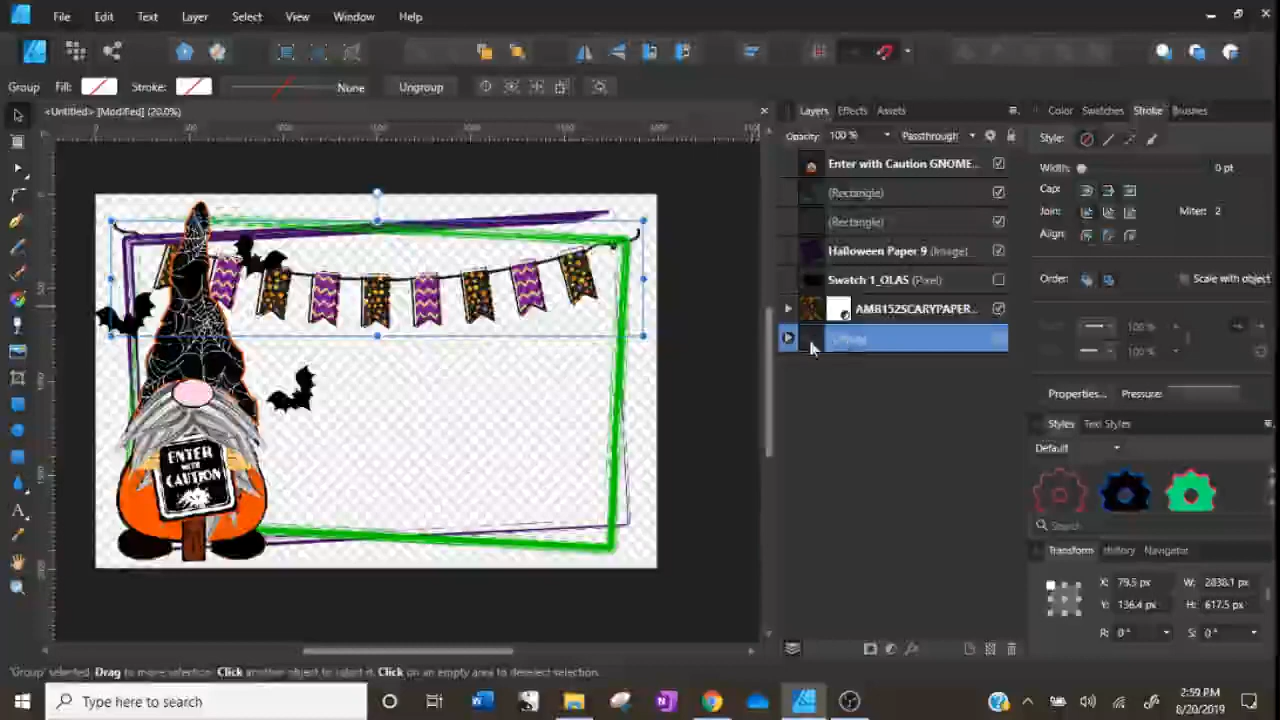 File Edit Text Layer Select View Window Help
Group Fill: Stroke: None Ungroup
<Untitled> [Modified] (20.0%)
Layers Effects Assets
Color Swatches Stroke Brushes
Opacity: 100 % Passthrough
Style:
Enter with Caution GNOME...
Width: 0 pt
(Rectangle)
Cap:
(Rectangle)
Join: Miter: 2
Align:
Halloween Paper 9 (Image)
Swatch 1_OLAS (Pixel)
Order: Scale with object
AMB152SCARYPAPER...
100 %
100 %
Properties... Pressure:
Styles Text Styles
Default
ENTER
WITH
CAUTION
Search
Transform History Navigator
X: 79.5 px W: 2838.1 px
Y: 136.4 px H: 617.5 px
R: 0 ° S: 0 °
'Group' selected. Drag to move selection. Click another object to select it. Click on an empty area to deselect selection.
Type here to search
2:59 PM
8/20/2019